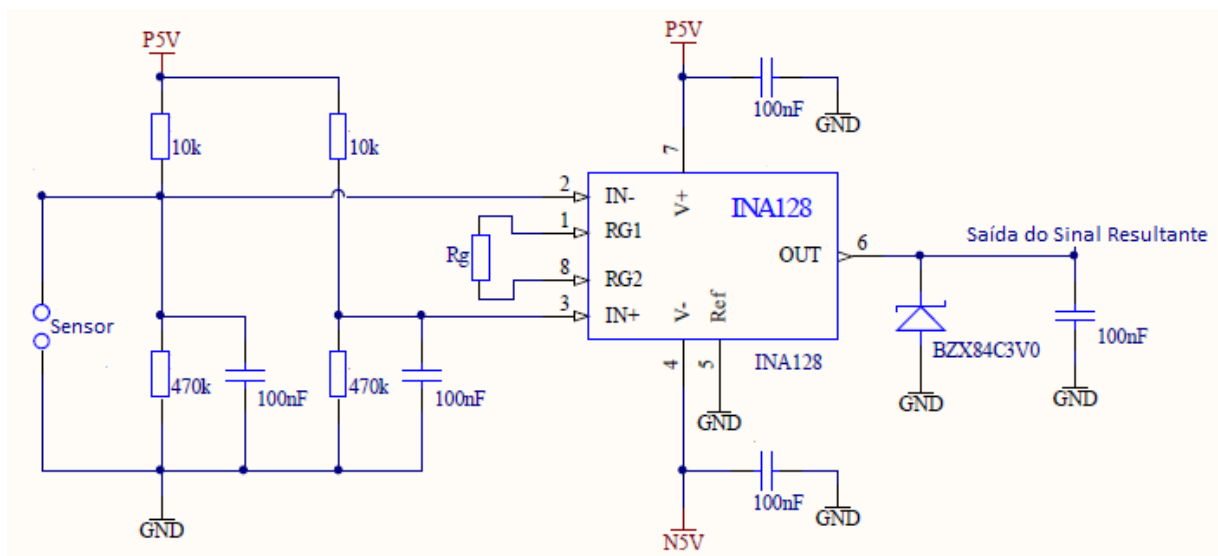 P5V
P5V
100nF
GND
10k
10k
7
2
IN-
V+
INA128
1
RG1
Rg
OUT
6
Saída do Sinal Resultante
8
RG2
3
IN+
V-
Ref
Sensor
4
5
INA128
BZX84C3V0
100nF
470k
100nF
470k
100nF
GND
GND
GND
100nF
GND
GND
N5V